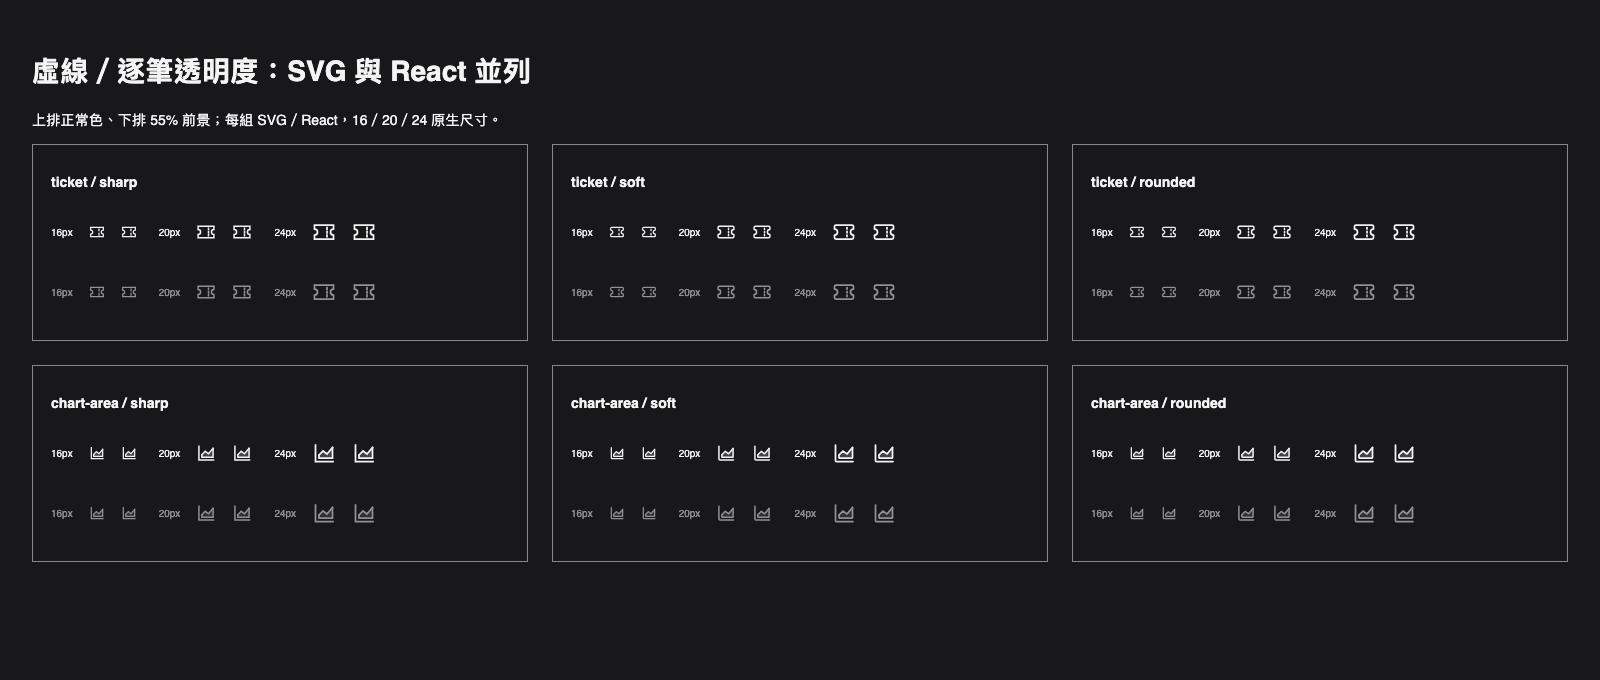 虛線 / 逐筆透明度：SVG 與 React 並列
上排正常色、下排 55% 前景；每組 SVG / React，16 / 20 / 24 原生尺寸。
ticket / sharp
16px 20px 24px
16px 20px 24px
ticket / soft
16px 20px 24px
16px 20px 24px
ticket / rounded
16px 20px 24px
16px 20px 24px
chart-area / sharp
16px 20px 24px
16px 20px 24px
chart-area / soft
16px 20px 24px
16px 20px 24px
chart-area / rounded
16px 20px 24px
16px 20px 24px